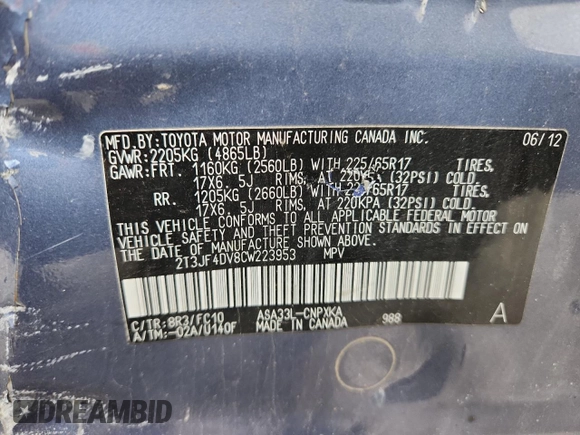 MFD.BY:TOYOTA MOTOR MANUFACTURING CANADA INC.
06/12
GVWR:2205KG (4865LB)
GAWR:FRT. 1160KG (2560LB) WITH 225/65R17 TIRES,
17X6.5J RIMS, AT 220KPA (32PSI) COLD
RR. 1205KG (2660LB) WITH 65R17 TIRES,
17X6.5J RIMS, AT 220KPA (32PSI) COLD.
THIS VEHICLE CONFORMS TO ALL APPLICABLE FEDERAL MOTOR
VEHICLE SAFETY AND THEFT PREVENTION STANDARDS IN
EFFECT ON THE DATE OF MANUFACTURE SHOWN ABOVE.
2T3JF4DV8CW223953 MPV
C/TR:8R3/FC10 ASA33L-CNPXKA 988
A/TM:-02A/U140F MADE IN CANADA A
DREAMBID